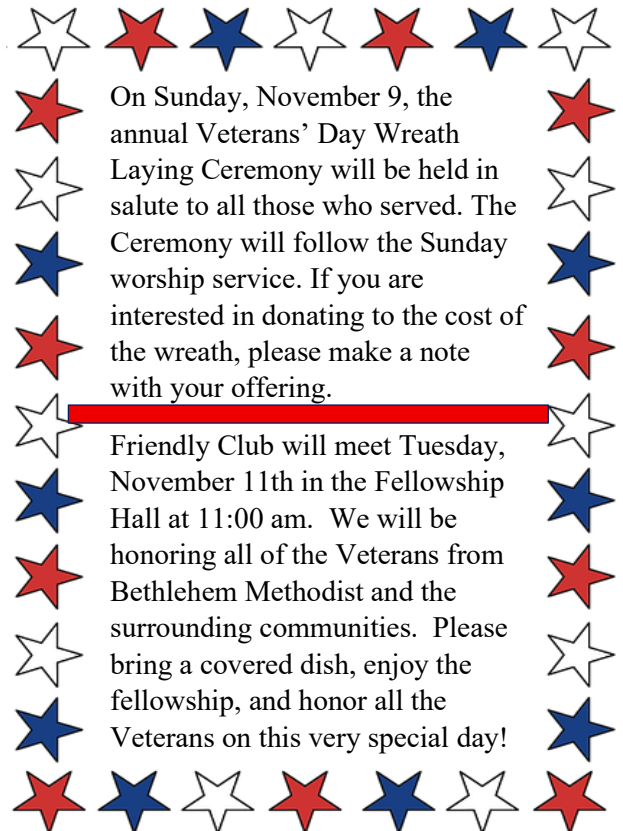 On Sunday, November 9, the
annual Veterans’ Day Wreath
Laying Ceremony will be held in
salute to all those who served. The
Ceremony will follow the Sunday
worship service. If you are
interested in donating to the cost of
the wreath, please make a note
with your offering.
Friendly Club will meet Tuesday,
November 11th in the Fellowship
Hall at 11:00 am.  We will be
honoring all of the Veterans from
Bethlehem Methodist and the
surrounding communities.  Please
bring a covered dish, enjoy the
fellowship, and honor all the
Veterans on this very special day!